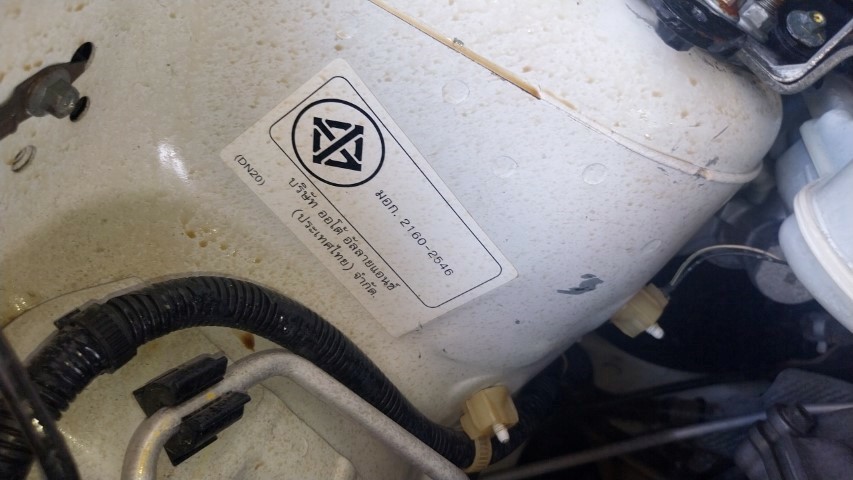 มอก. 2160-2546
บริษัท ออโต้ อัลลายแอนซ์
(ประเทศไทย) จำกัด.
(DN20)